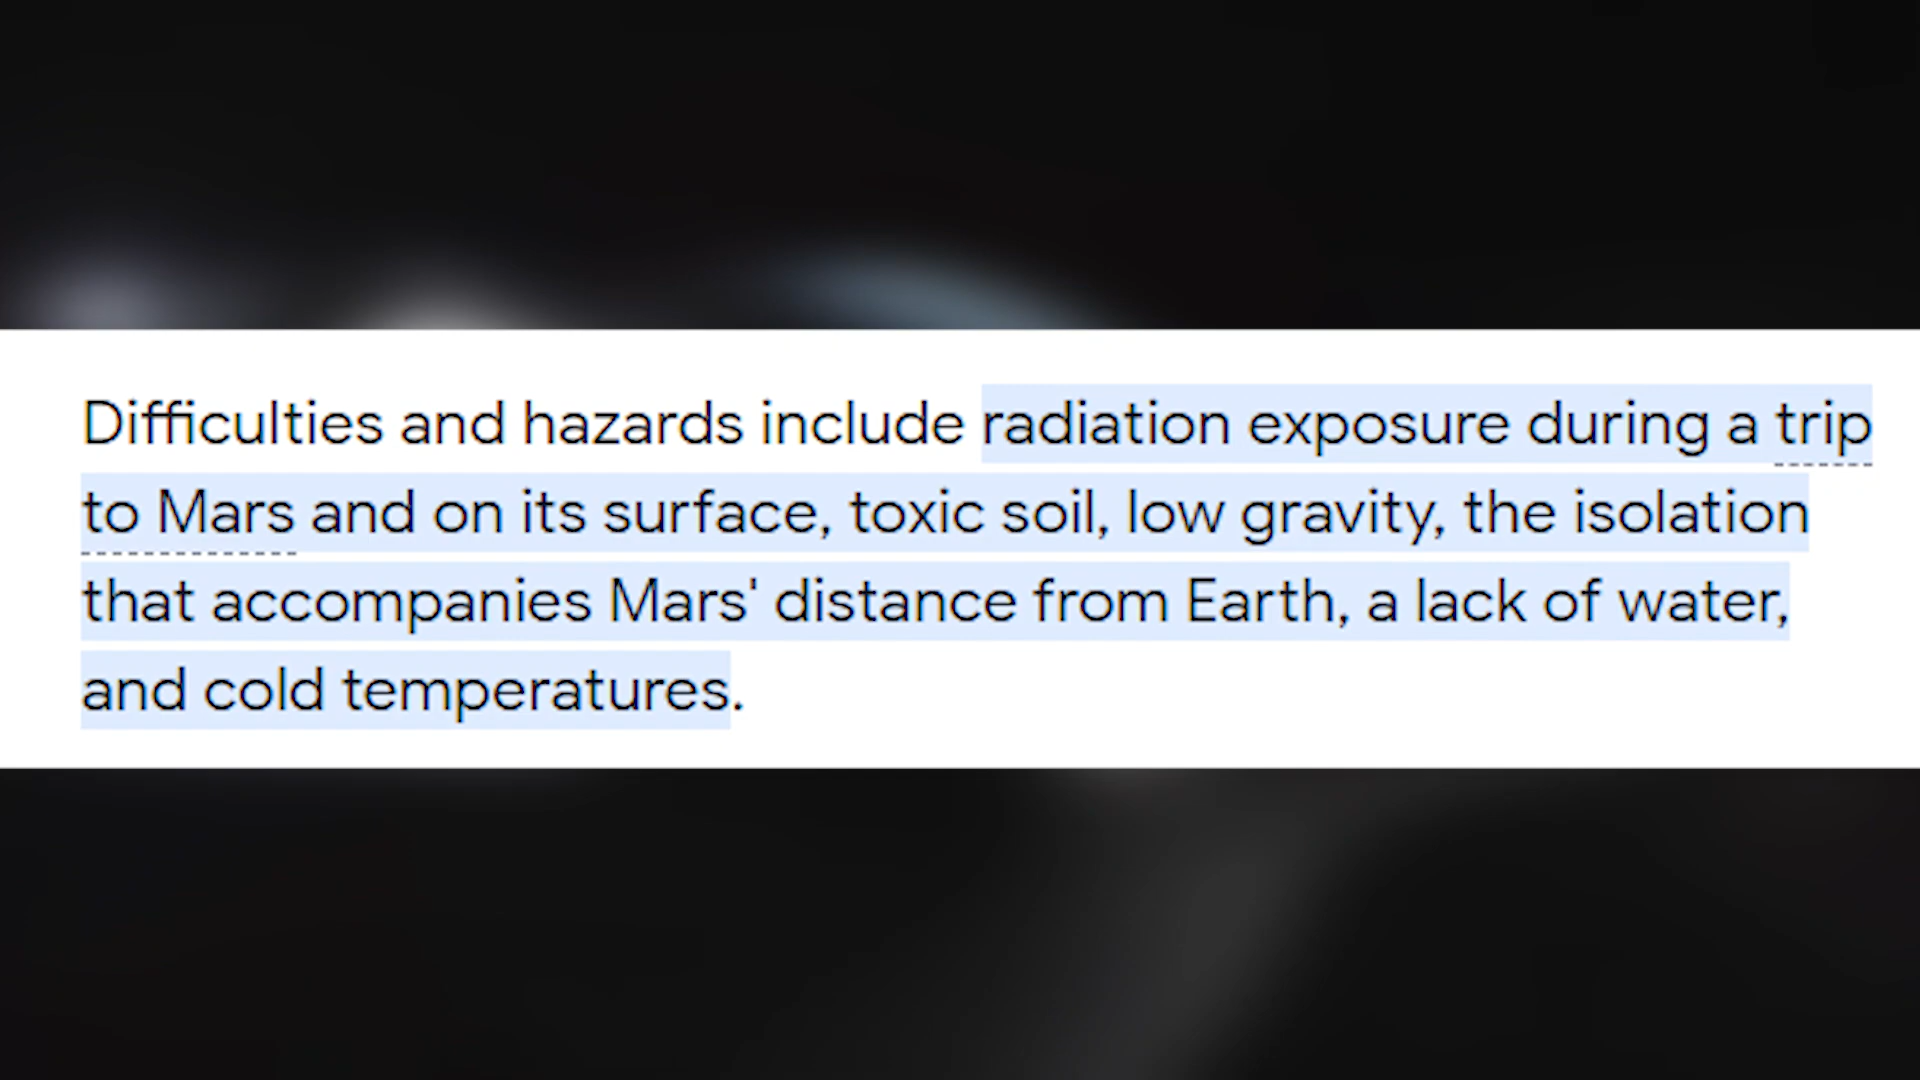 Difficulties and hazards include radiation exposure during a trip
to Mars and on its surface, toxic soil, low gravity, the isolation
that accompanies Mars' distance from Earth, a lack of water,
and cold temperatures.